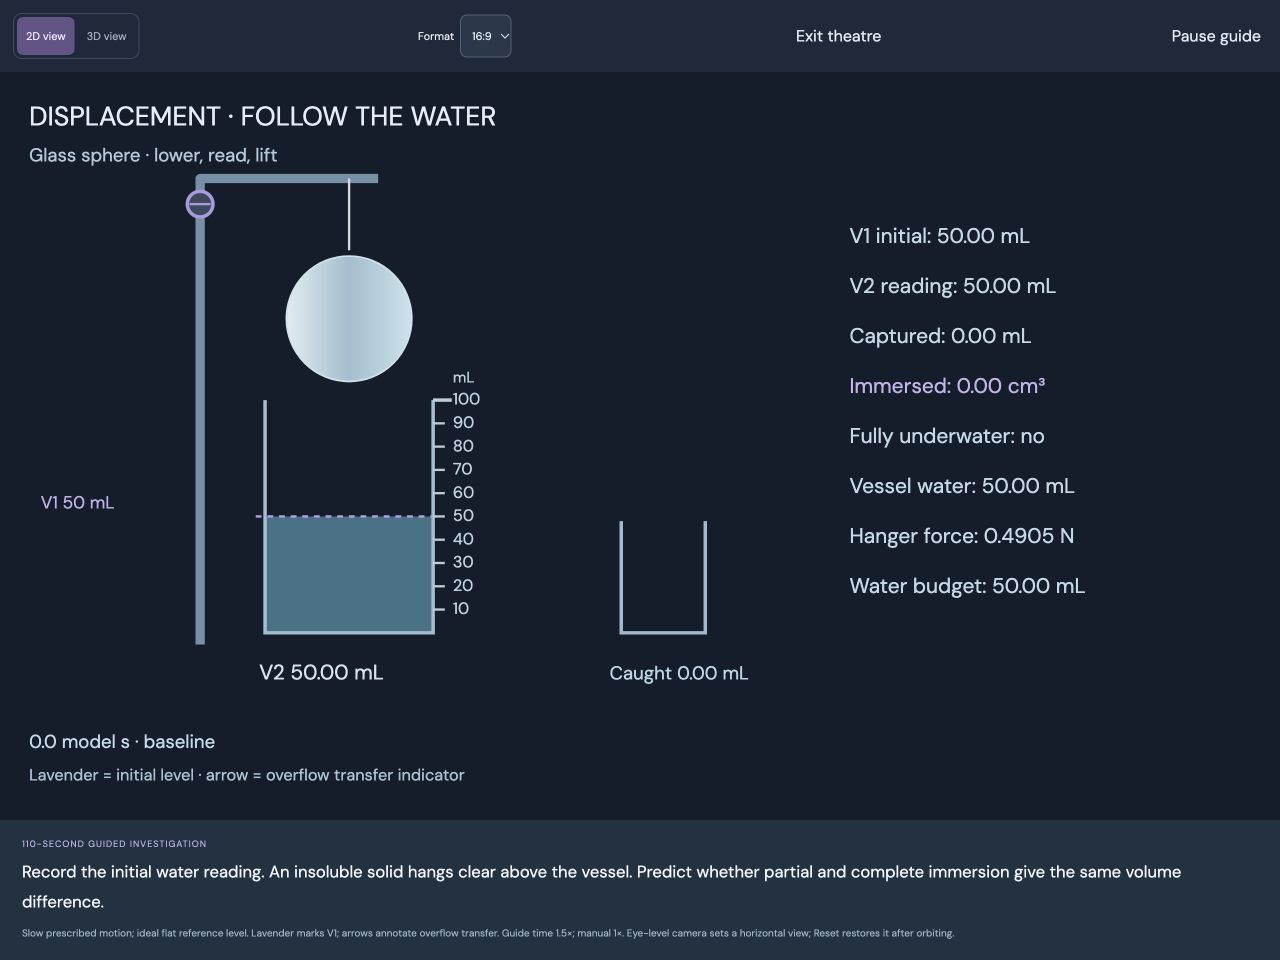 2D view
3D view
Format
16:9
Exit theatre
Pause guide
DISPLACEMENT · FOLLOW THE WATER
Glass sphere · lower, read, lift
mL
100
90
80
70
60
50
40
30
20
10
V1 50 mL
V2 50.00 mL
Caught 0.00 mL
V1 initial: 50.00 mL
V2 reading: 50.00 mL
Captured: 0.00 mL
Immersed: 0.00 cm³
Fully underwater: no
Vessel water: 50.00 mL
Hanger force: 0.4905 N
Water budget: 50.00 mL
0.0 model s · baseline
Lavender = initial level · arrow = overflow transfer indicator
110-SECOND GUIDED INVESTIGATION
Record the initial water reading. An insoluble solid hangs clear above the vessel. Predict whether partial and complete immersion give the same volume
difference.
Slow prescribed motion; ideal flat reference level. Lavender marks V1; arrows annotate overflow transfer. Guide time 1.5×; manual 1×. Eye-level camera sets a horizontal view; Reset restores it after orbiting.